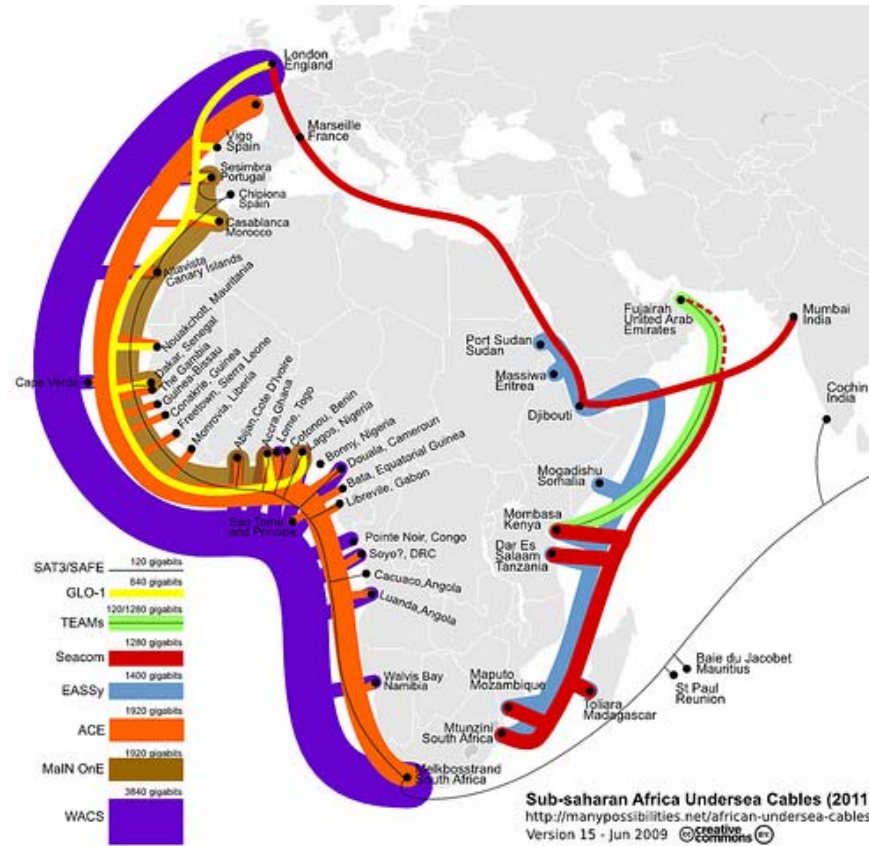 London
England
Marseille
France
Vigo
Spain
Sesimbra
Portugal
Chipiona
Spain
Casablanca
Morocco
Altavista
Canary Islands
Nouakchott, Mauritania
Dakar, Senegal
The Gambia
Guinea-Bissau
Conakrie, Guinea
Freetown, Sierra Leone
Monrovia, Liberia
Cape Verde
Abijan, Cote D'Ivoire
Accra, Ghana
Lome, Togo
Cotonou, Benin
Lagos, Nigeria
Bonny, Nigeria
Douala, Cameroun
Bata, Equatorial Guinea
Libreville, Gabon
Sao Tome
and Principe
Pointe Noir, Congo
Soyo?, DRC
Cacuaco, Angola
Luanda, Angola
Walvis Bay
Namibia
Melkbosstrand
South Africa
Port Sudan
Sudan
Massiwa
Eritrea
Djibouti
Fujairah
United Arab
Emirates
Mumbai
India
Cochin
India
Mogadishu
Somalia
Mombasa
Kenya
Dar Es
Salaam
Tanzania
Maputo
Mozambique
Mtunzini
South Africa
Toliara
Madagascar
Baie du Jacobet
Mauritius
St Paul
Reunion
120 gigabits
SAT3/SAFE
640 gigabits
GLO-1
120/1280 gigabits
TEAMs
1280 gigabits
Seacom
1400 gigabits
EASSy
1920 gigabits
ACE
1920 gigabits
MaIN OnE
3840 gigabits
WACS
Sub-saharan Africa Undersea Cables (2011
http://manypossibilities.net/african-undersea-cables
Version 15 - Jun 2009
cc creative
commons
BY